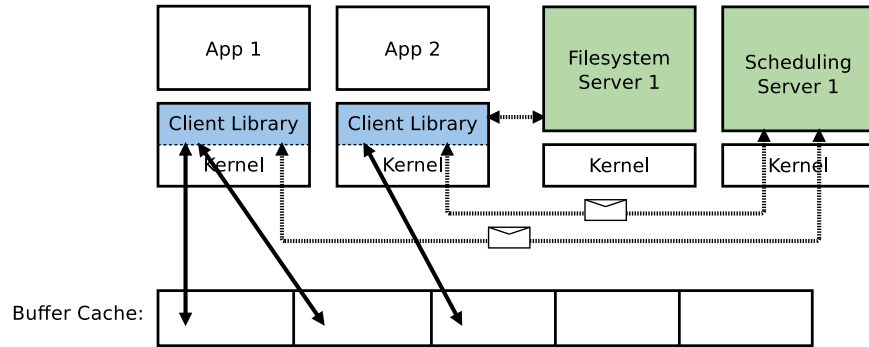 App 1
App 2
Filesystem
Server 1
Scheduling
Server 1
Client Library
Client Library
Kernel
Kernel
Kernel
Kernel
Buffer Cache: